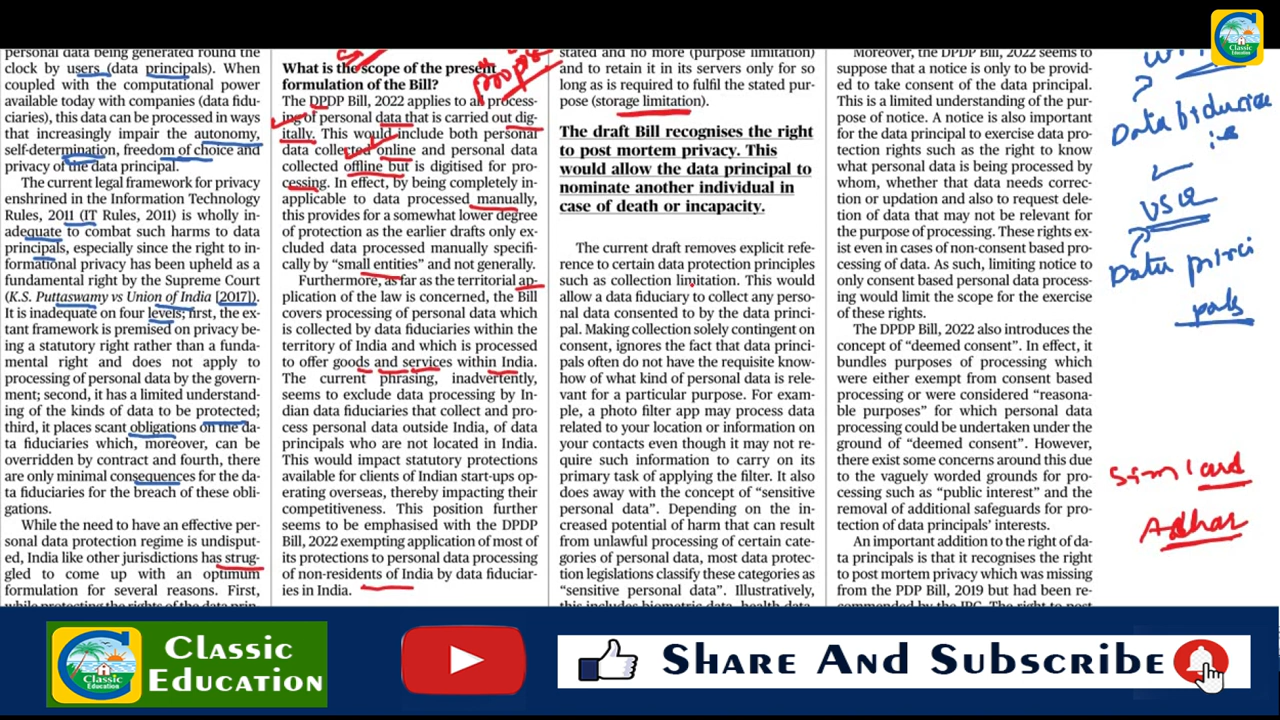 personal data being generated round the
clock by users (data principals). When
coupled with the computational power
available today with companies (data fidu-
ciaries), this data can be processed in ways
that increasingly impair the autonomy,
self-determination, freedom of choice and
privacy of the data principal.
The current legal framework for privacy
enshrined in the Information Technology
Rules, 2011 (IT Rules, 2011) is wholly in-
adequate to combat such harms to data
principals, especially since the right to in-
formational privacy has been upheld as a
fundamental right by the Supreme Court
(K.S. Puttaswamy vs Union of India [2017]).
It is inadequate on four levels; first, the ex-
tant framework is premised on privacy be-
ing a statutory right rather than a funda-
mental right and does not apply to
processing of personal data by the govern-
ment; second, it has a limited understand-
ing of the kinds of data to be protected;
third, it places scant obligations on the da-
ta fiduciaries which, moreover, can be
overridden by contract and fourth, there
are only minimal consequences for the da-
ta fiduciaries for the breach of these obli-
gations.
While the need to have an effective per-
sonal data protection regime is undisput-
ed, India like other jurisdictions has strug-
gled to come up with an optimum
formulation for several reasons. First,
while protecting the rights of the data prin-
What is the scope of the present
formulation of the Bill?
The DPDP Bill, 2022 applies to all process-
ing of personal data that is carried out dig-
itally. This would include both personal
data collected online and personal data
collected offline but is digitised for pro-
cessing. In effect, by being completely in-
applicable to data processed manually,
this provides for a somewhat lower degree
of protection as the earlier drafts only ex-
cluded data processed manually specifi-
cally by “small entities” and not generally.
Furthermore, as far as the territorial ap-
plication of the law is concerned, the Bill
covers processing of personal data which
is collected by data fiduciaries within the
territory of India and which is processed
to offer goods and services within India.
The current phrasing, inadvertently,
seems to exclude data processing by In-
dian data fiduciaries that collect and pro-
cess personal data outside India, of data
principals who are not located in India.
This would impact statutory protections
available for clients of Indian start-ups op-
erating overseas, thereby impacting their
competitiveness. This position further
seems to be emphasised with the DPDP
Bill, 2022 exempting application of most of
its protections to personal data processing
of non-residents of India by data fiduciar-
ies in India.
stated and no more (purpose limitation)
and to retain it in its servers only for so
long as is required to fulfil the stated pur-
pose (storage limitation).
The draft Bill recognises the right
to post mortem privacy. This
would allow the data principal to
nominate another individual in
case of death or incapacity.
The current draft removes explicit refe-
rence to certain data protection principles
such as collection limitation. This would
allow a data fiduciary to collect any perso-
nal data consented to by the data princi-
pal. Making collection solely contingent on
consent, ignores the fact that data princi-
pals often do not have the requisite know-
how of what kind of personal data is rele-
vant for a particular purpose. For exam-
ple, a photo filter app may process data
related to your location or information on
your contacts even though it may not re-
quire such information to carry on its
primary task of applying the filter. It also
does away with the concept of “sensitive
personal data”. Depending on the in-
creased potential of harm that can result
from unlawful processing of certain cate-
gories of personal data, most data protec-
tion legislations classify these categories as
“sensitive personal data”. Illustratively,
this includes biometric data, health data,
Moreover, the DPDP Bill, 2022 seems to
suppose that a notice is only to be provid-
ed to take consent of the data principal.
This is a limited understanding of the pur-
pose of notice. A notice is also important
for the data principal to exercise data pro-
tection rights such as the right to know
what personal data is being processed by
whom, whether that data needs correc-
tion or updation and also to request dele-
tion of data that may not be relevant for
the purpose of processing. These rights ex-
ist even in cases of non-consent based pro-
cessing of data. As such, limiting notice to
only consent based personal data process-
ing would limit the scope for the exercise
of these rights.
The DPDP Bill, 2022 also introduces the
concept of “deemed consent”. In effect, it
bundles purposes of processing which
were either exempt from consent based
processing or were considered “reasona-
ble purposes” for which personal data
processing could be undertaken under the
ground of “deemed consent”. However,
there exist some concerns around this due
to the vaguely worded grounds for pro-
cessing such as “public interest” and the
removal of additional safeguards for pro-
tection of data principals’ interests.
An important addition to the right of da-
ta principals is that it recognises the right
to post mortem privacy which was missing
from the PDP Bill, 2019 but had been re-
commended by the JPC. The right to post
Data
user
Data princi
pals
Sim card
Adhar
Classic
Education
Classic
Education
Share And Subscribe